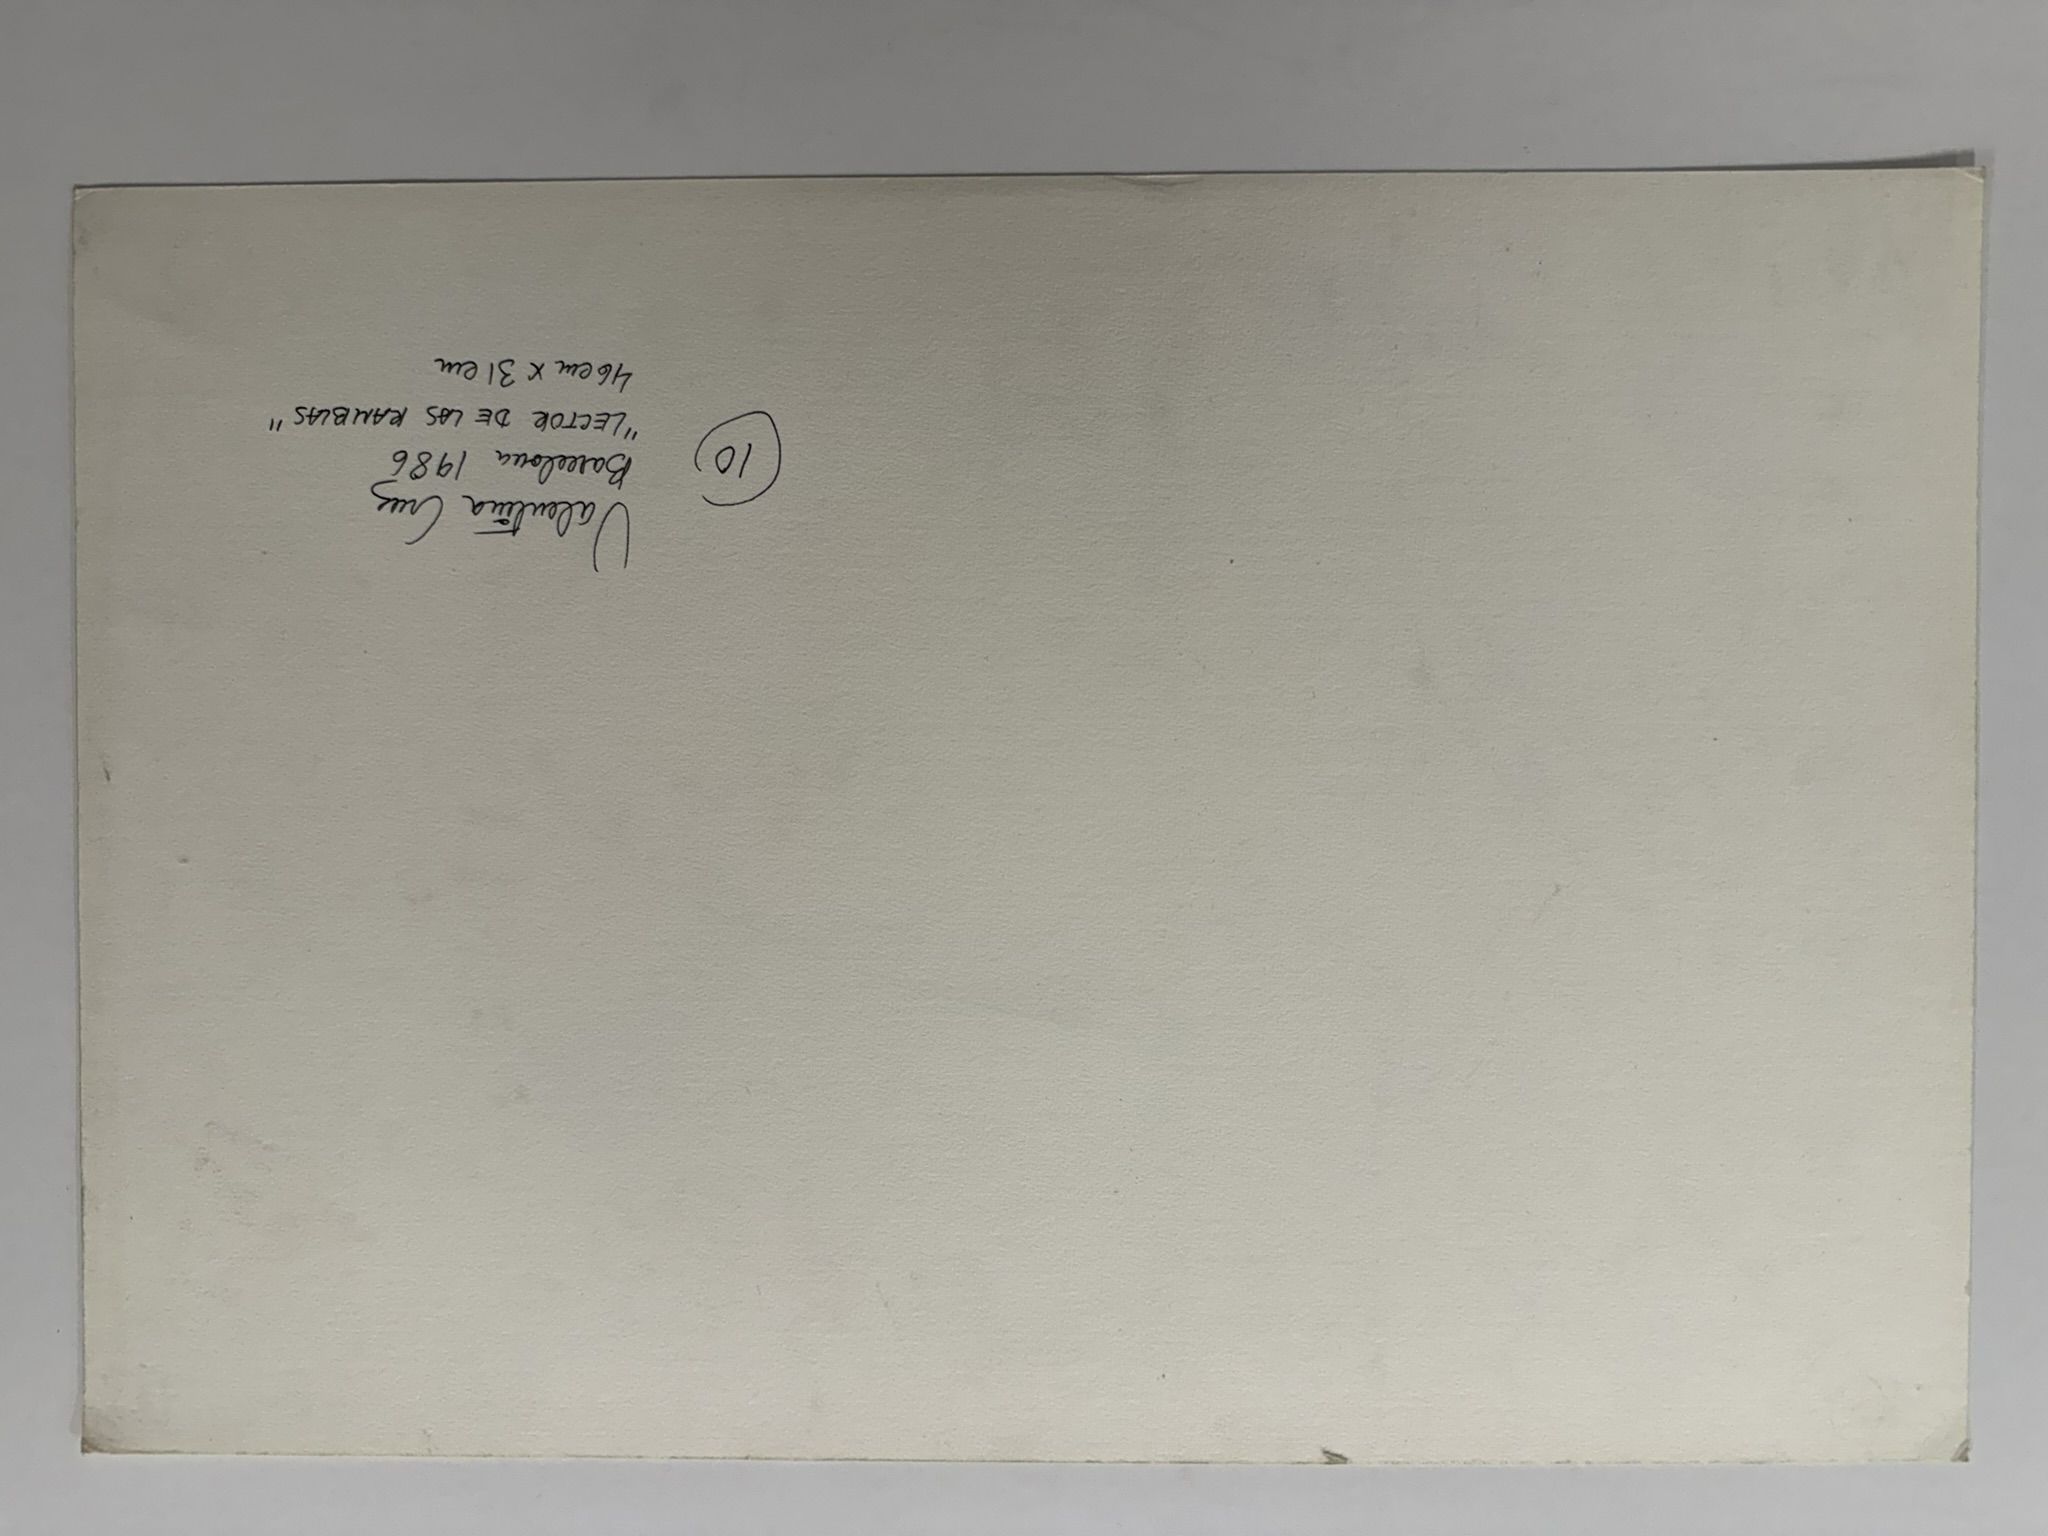 Valentina Cruz
Barcelona 1986
"LECTOR DE LAS RAMBLAS"
46cm x 31cm
10